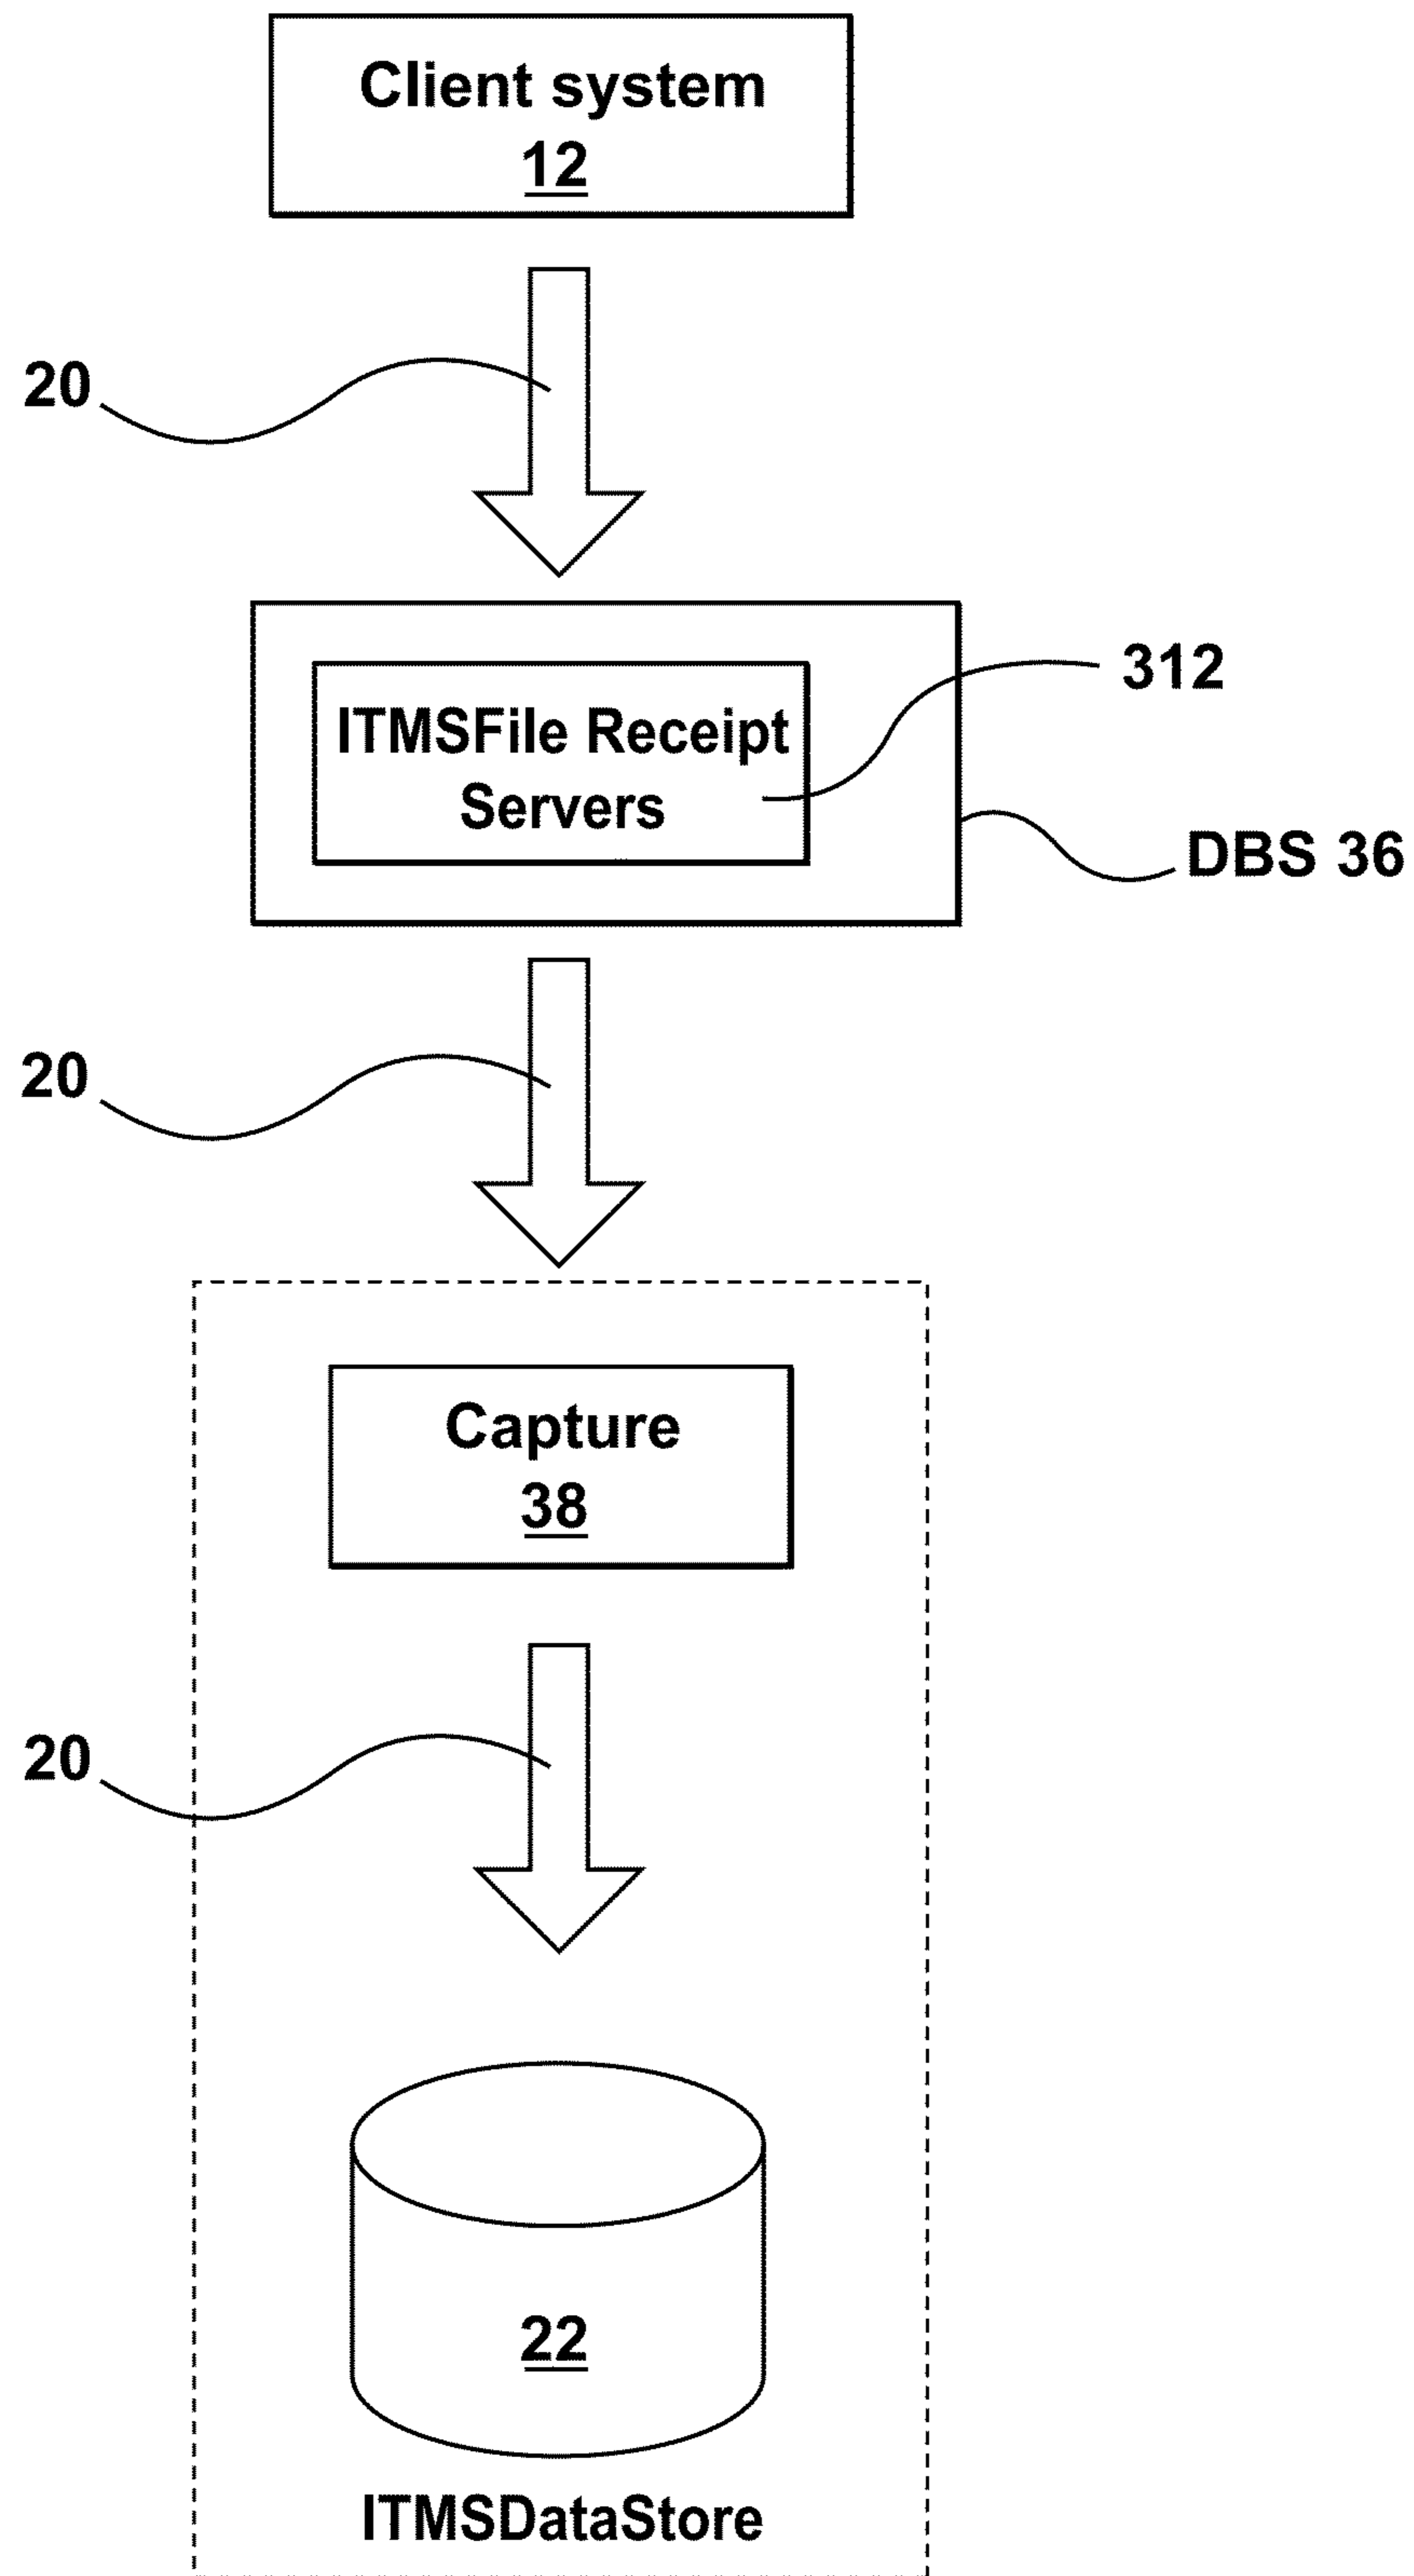 Client system
12
20
ITMSFile Receipt
Servers
312
DBS 36
20
Capture
38
20
22
ITMSDataStore